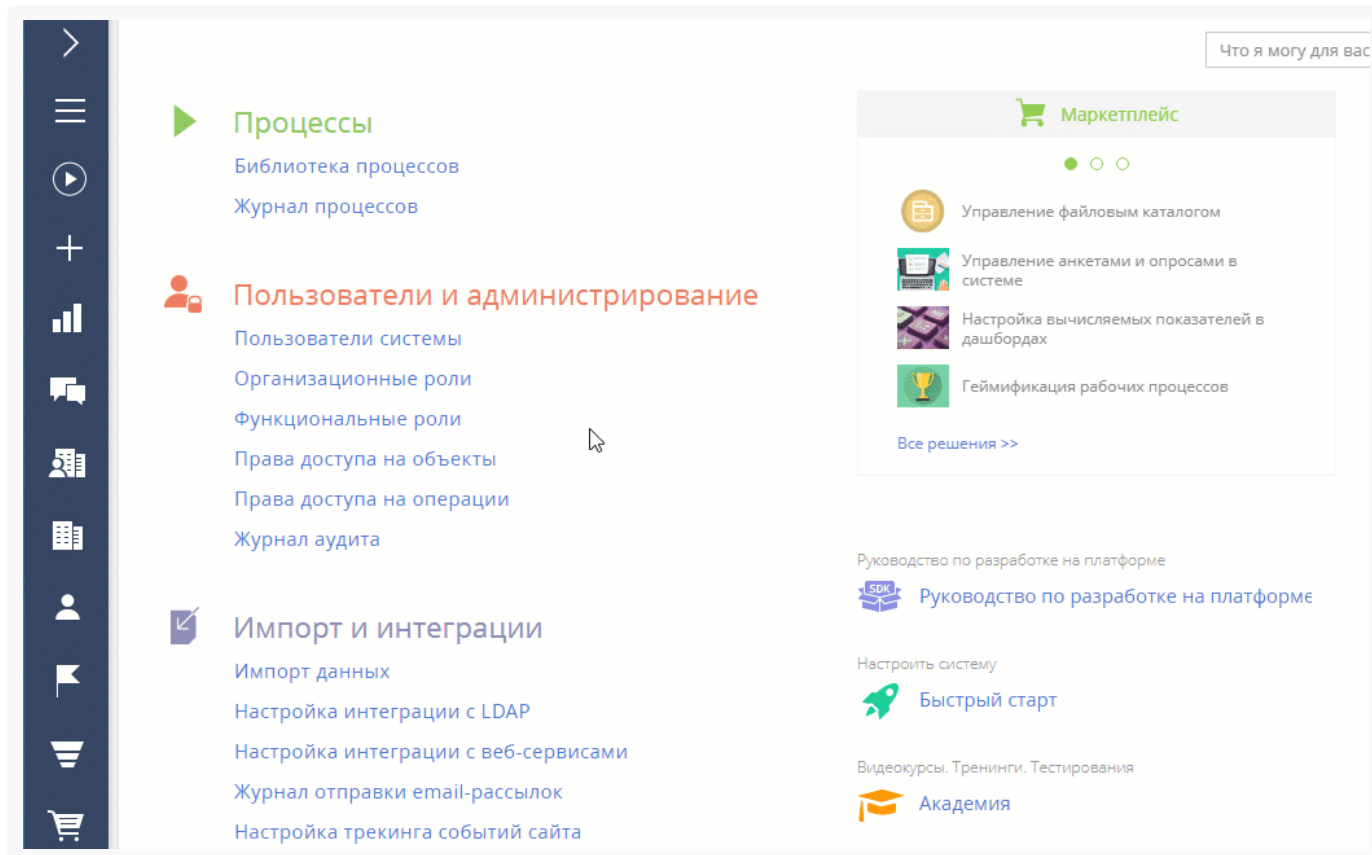 Что я могу для вас
Процессы
Библиотека процессов
Журнал процессов
Пользователи и администрирование
Пользователи системы
Организационные роли
Функциональные роли
Права доступа на объекты
Права доступа на операции
Журнал аудита
Импорт и интеграции
Импорт данных
Настройка интеграции с LDAP
Настройка интеграции с веб-сервисами
Журнал отправки email-рассылок
Настройка трекинга событий сайта
Маркетплейс
Управление файловым каталогом
Управление анкетами и опросами в
системе
Настройка вычисляемых показателей в
дашбордах
Геймификация рабочих процессов
Все решения >>
Руководство по разработке на платформе
SDK
Руководство по разработке на платформе
Настроить систему
Быстрый старт
Видеокурсы. Тренинги. Тестирования
Академия